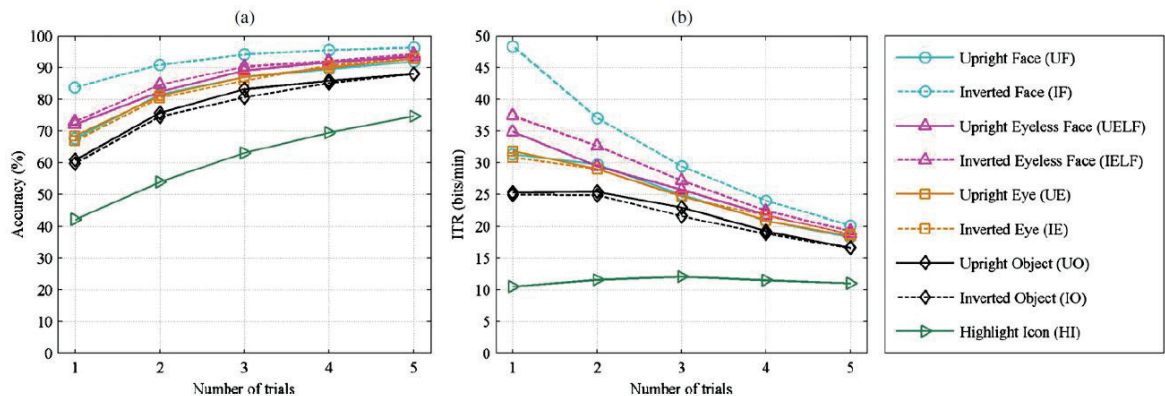 (a)
100
90
80
70
60
50
40
30
20
10
0
Accuracy (%)
1 2 3 4 5
Number of trials
(b)
50
45
40
35
30
25
20
15
10
5
0
ITR (bits/min)
1 2 3 4 5
Number of trials
Upright Face (UF)
Inverted Face (IF)
Upright Eyeless Face (UELF)
Inverted Eyeless Face (IELF)
Upright Eye (UE)
Inverted Eye (IE)
Upright Object (UO)
Inverted Object (IO)
Highlight Icon (HI)